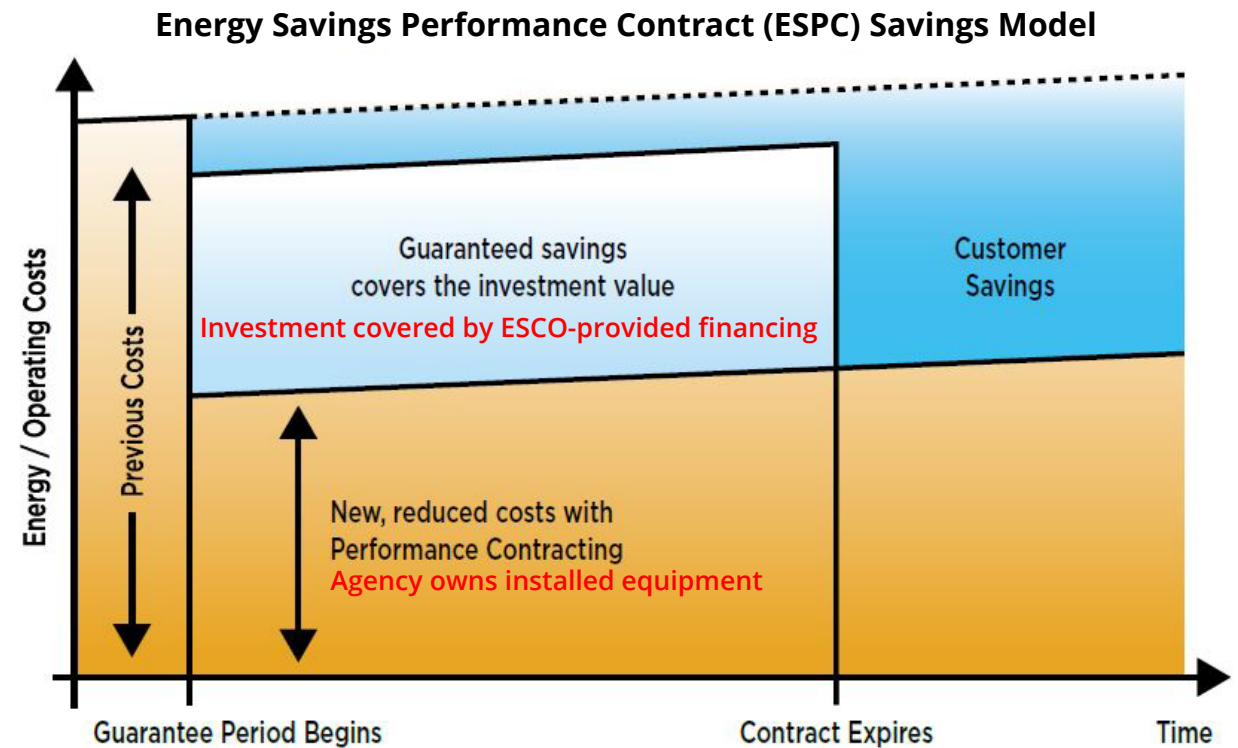 Energy Savings Performance Contract (ESPC) Savings Model
Energy / Operating Costs
Previous Costs
Guaranteed savings
covers the investment value
Investment covered by ESCO-provided financing
Customer
Savings
New, reduced costs with
Performance Contracting
Agency owns installed equipment
Guarantee Period Begins
Contract Expires
Time